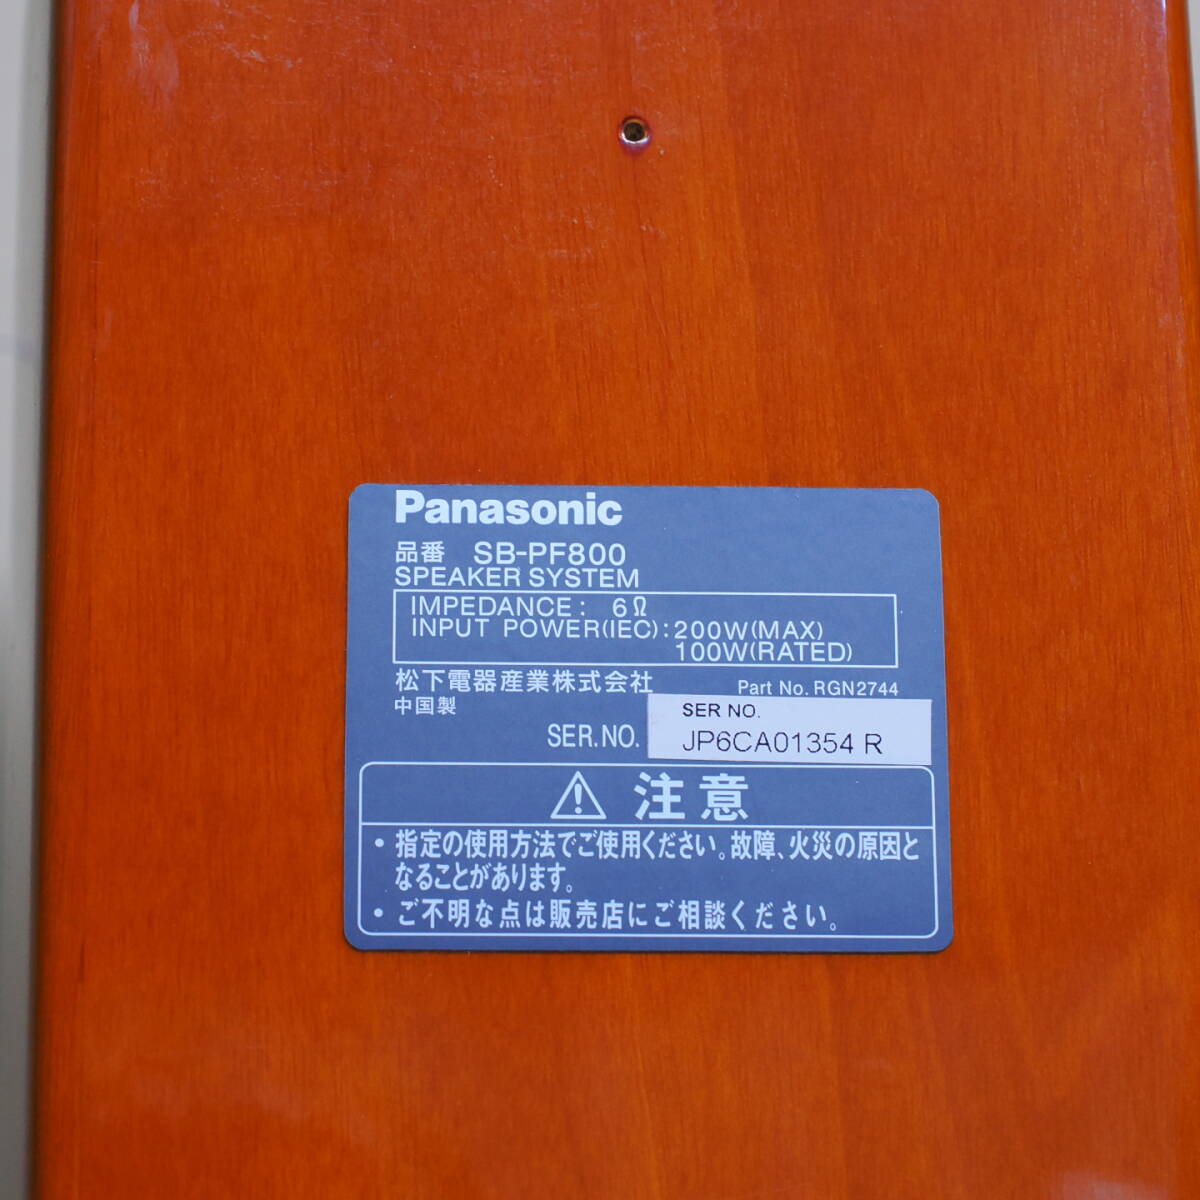 Panasonic
品番 SB-PF800
SPEAKER SYSTEM
IMPEDANCE: 6Ω
INPUT POWER(IEC): 200W(MAX)
100W(RATED)
松下電器産業株式会社 Part No. RGN2744
中国製
SER NO.
SER.NO. JP6CA01354 R
⚠ 注意
・指定の使用方法でご使用ください。故障、火災の原因と
なることがあります。
・ご不明な点は販売店にご相談ください。